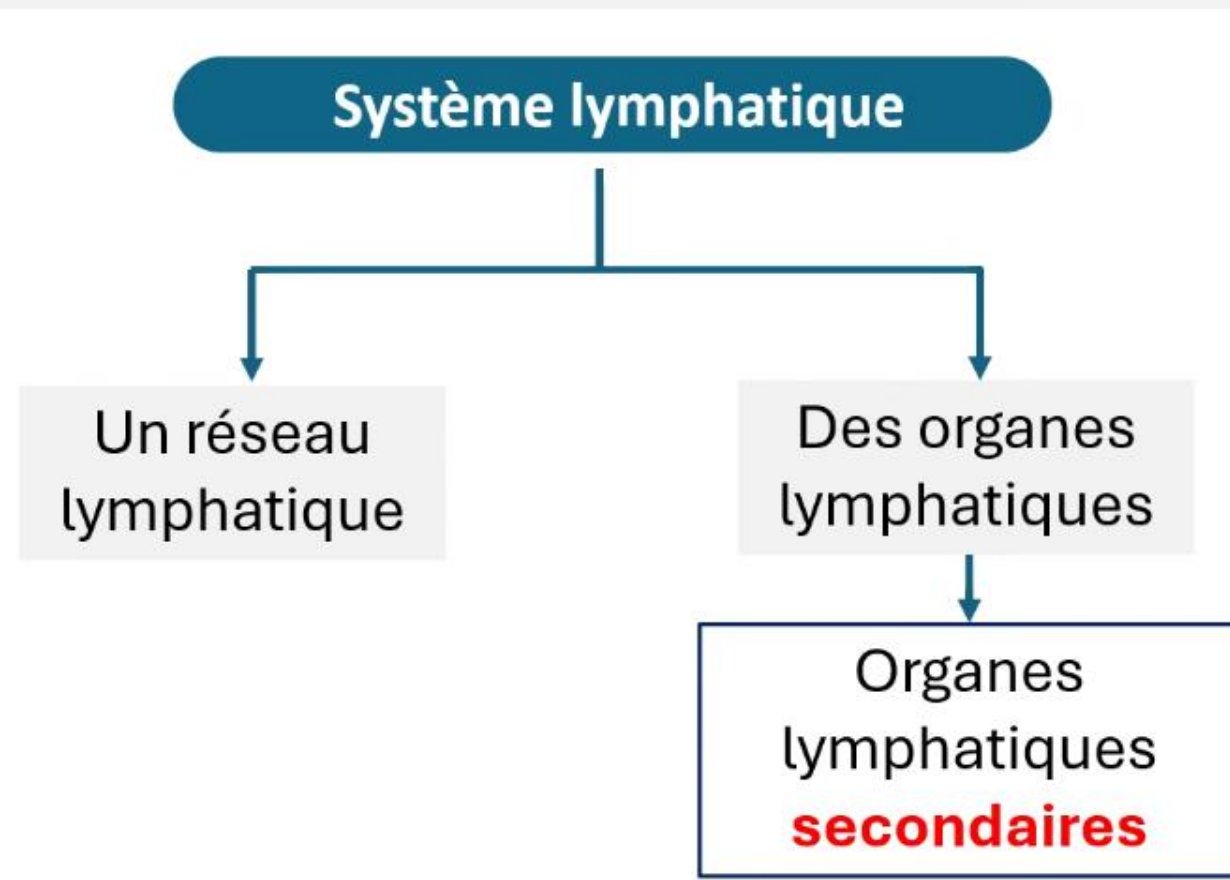 Système lymphatique
Un réseau
lymphatique
Des organes
lymphatiques
Organes
lymphatiques
secondaires